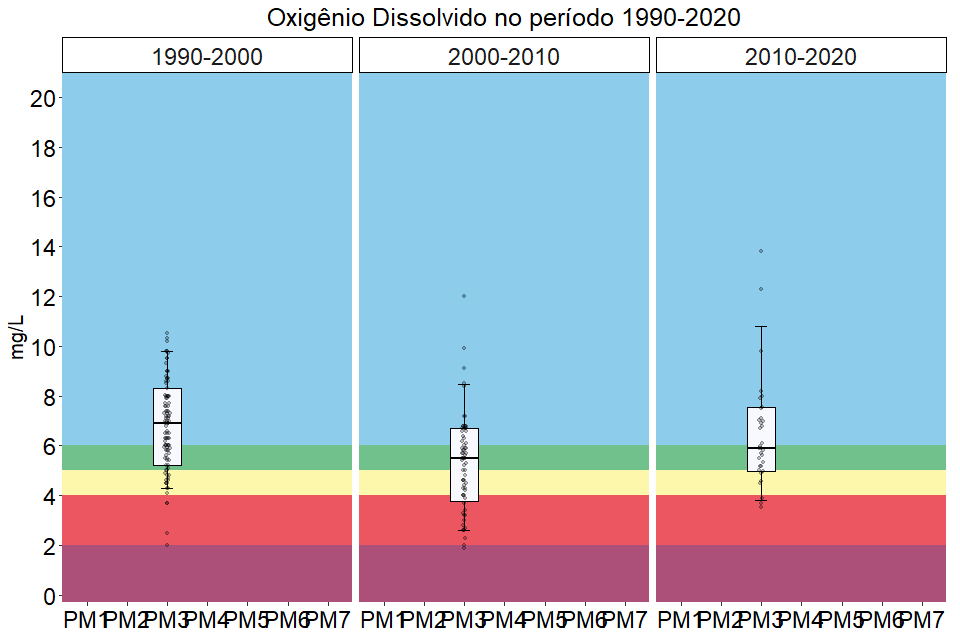 Oxigênio Dissolvido no período 1990-2020
1990-2000 2000-2010 2010-2020
mg/L
20
18
16
14
12
10
8
6
4
2
0
PM1 PM2 PM3 PM4 PM5 PM6 PM7 PM1 PM2 PM3 PM4 PM5 PM6 PM7 PM1 PM2 PM3 PM4 PM5 PM6 PM7